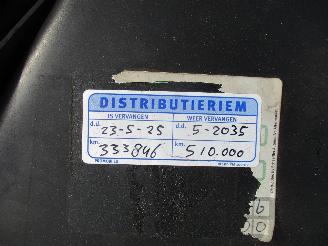 DISTRIBUTIERIEM
IS VERVANGEN WEER VERVANGEN
d.d. 23-5-25 d.d. 5-2035
km. 333846 km. 510.000